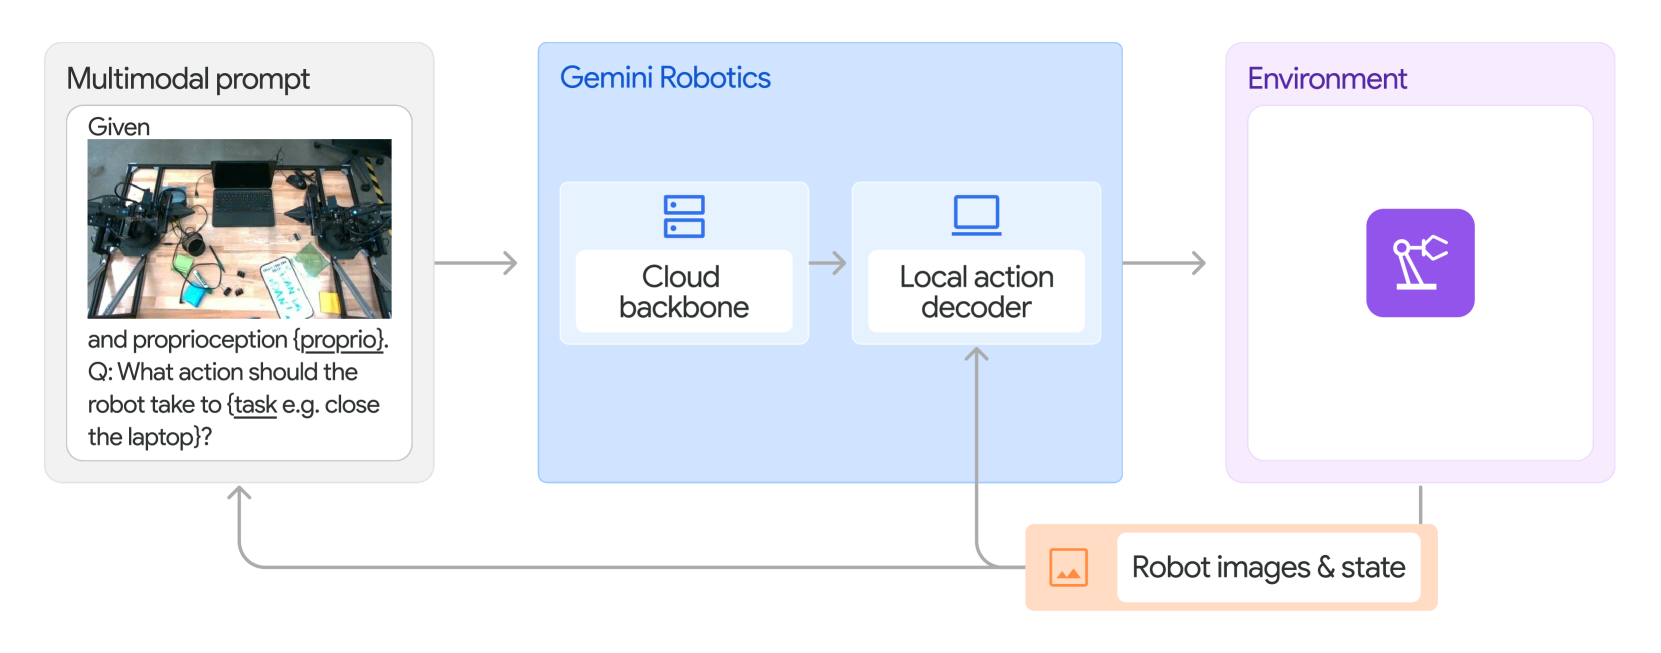 Multimodal prompt
Given
and proprioception {proprio}.
Q: What action should the
robot take to {task e.g. close
the laptop}?
Gemini Robotics
Cloud
backbone
Local action
decoder
Environment
Robot images & state